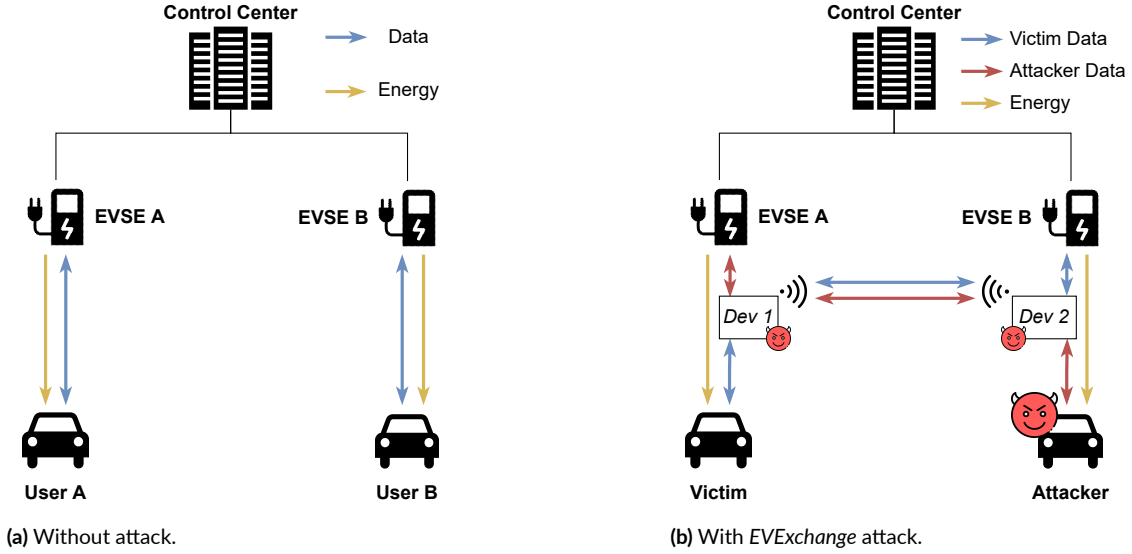 Control Center
Data
Energy
EVSE A
EVSE B
User A
User B
(a) Without attack.
Control Center
Victim Data
Attacker Data
Energy
EVSE A
EVSE B
Dev 1
Dev 2
Victim
Attacker
(b) With EVExchange attack.